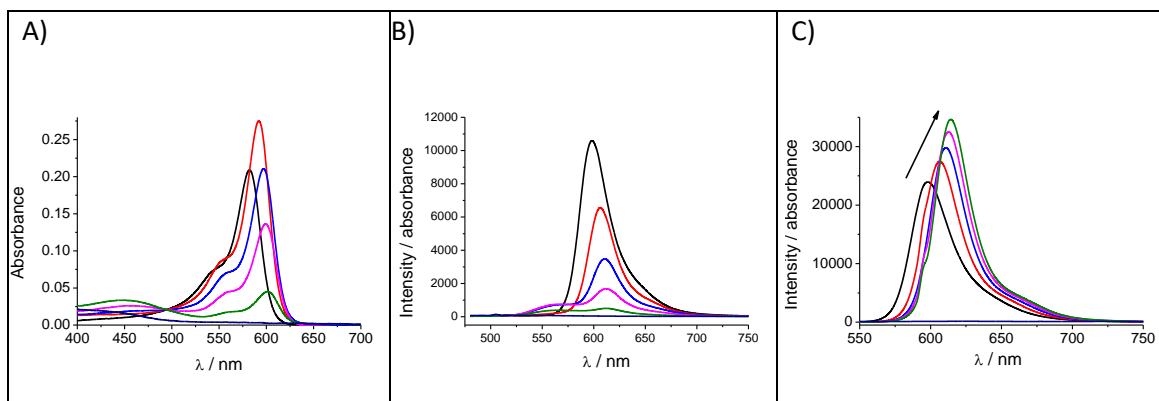 A)
Absorbance
0.25
0.20
0.15
0.10
0.05
0.00
400 450 500 550 600 650 700
λ / nm
B)
Intensity / absorbance
12000
10000
8000
6000
4000
2000
0
500 550 600 650 700 750
λ / nm
C)
Intensity / absorbance
30000
20000
10000
0
550 600 650 700 750
λ / nm